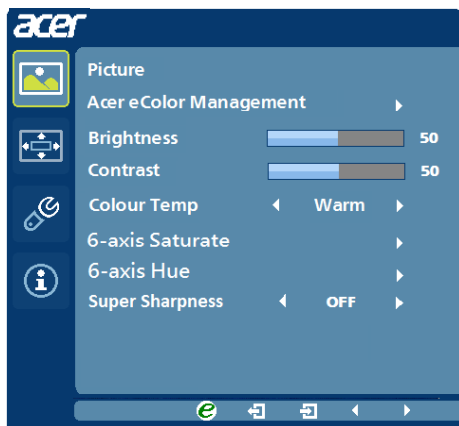 acer
Picture
Acer eColor Management
Brightness 50
Contrast 50
Colour Temp Warm
6-axis Saturate
6-axis Hue
Super Sharpness OFF
e